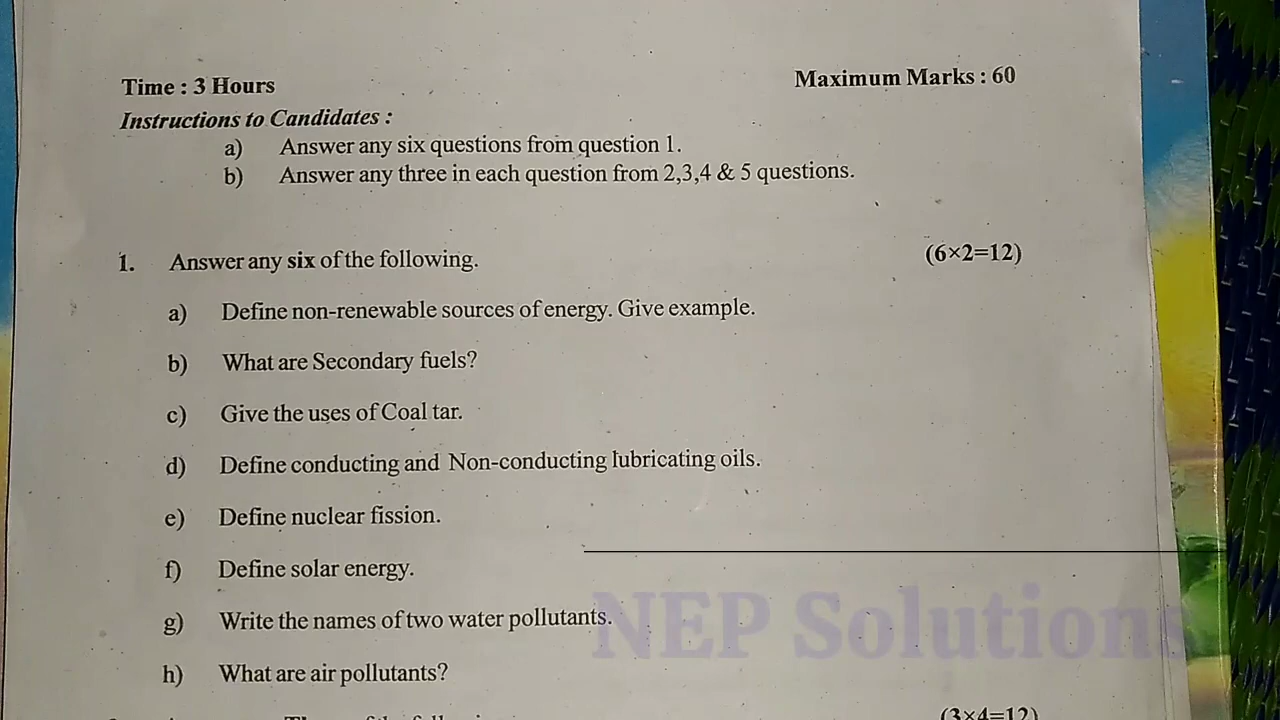 Time : 3 Hours
Maximum Marks : 60
Instructions to Candidates :
a) Answer any six questions from question 1.
b) Answer any three in each question from 2,3,4 & 5 questions.
1. Answer any six of the following. (6×2=12)
a) Define non-renewable sources of energy. Give example.
b) What are Secondary fuels?
c) Give the uses of Coal tar.
d) Define conducting and Non-conducting lubricating oils.
e) Define nuclear fission.
f) Define solar energy.
g) Write the names of two water pollutants.
NEP Solutions
h) What are air pollutants?
(3×4=12)